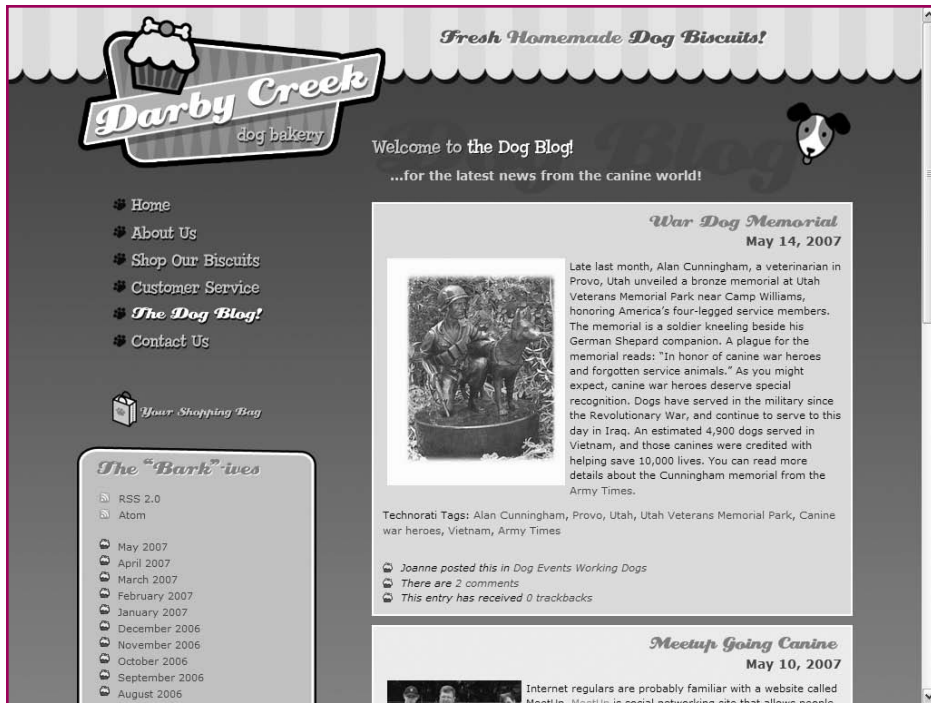 Fresh Homemade Dog Biscuits!
Darby Creek
dog bakery
Dog Blog
Welcome to the Dog Blog!
...for the latest news from the canine world!
Home
About Us
Shop Our Biscuits
Customer Service
The Dog Blog!
Contact Us
Your Shopping Bag
The "Bark"-ives
RSS 2.0
Atom
May 2007
April 2007
March 2007
February 2007
January 2007
December 2006
November 2006
October 2006
September 2006
August 2006
War Dog Memorial
May 14, 2007
Late last month, Alan Cunningham, a veterinarian in
Provo, Utah unveiled a bronze memorial at Utah
Veterans Memorial Park near Camp Williams,
honoring America's four-legged service members.
The memorial is a soldier kneeling beside his
German Shepard companion. A plague for the
memorial reads: "In honor of canine war heroes
and forgotten service animals." As you might
expect, canine war heroes deserve special
recognition. Dogs have served in the military since
the Revolutionary War, and continue to serve to this
day in Iraq. An estimated 4,900 dogs served in
Vietnam, and those canines were credited with
helping save 10,000 lives. You can read more
details about the Cunningham memorial from the
Army Times.
Technorati Tags: Alan Cunningham, Provo, Utah, Utah Veterans Memorial Park, Canine
war heroes, Vietnam, Army Times
Joanne posted this in Dog Events Working Dogs
There are 2 comments
This entry has received 0 trackbacks
Meetup Going Canine
May 10, 2007
Internet regulars are probably familiar with a website called
MeetUp. MeetUp is social networking site that allows people